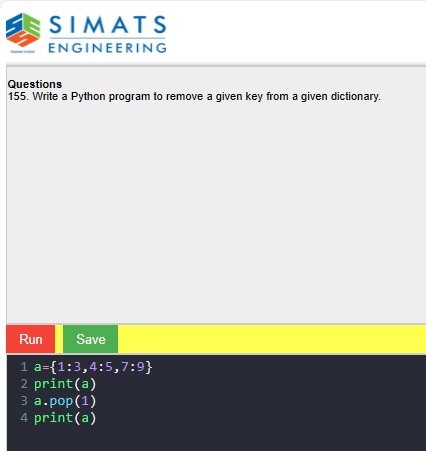 SIMATS
ENGINEERING
Questions
155. Write a Python program to remove a given key from a given dictionary.
Run Save
1 a={1:3,4:5,7:9}
2 print(a)
3 a.pop(1)
4 print(a)